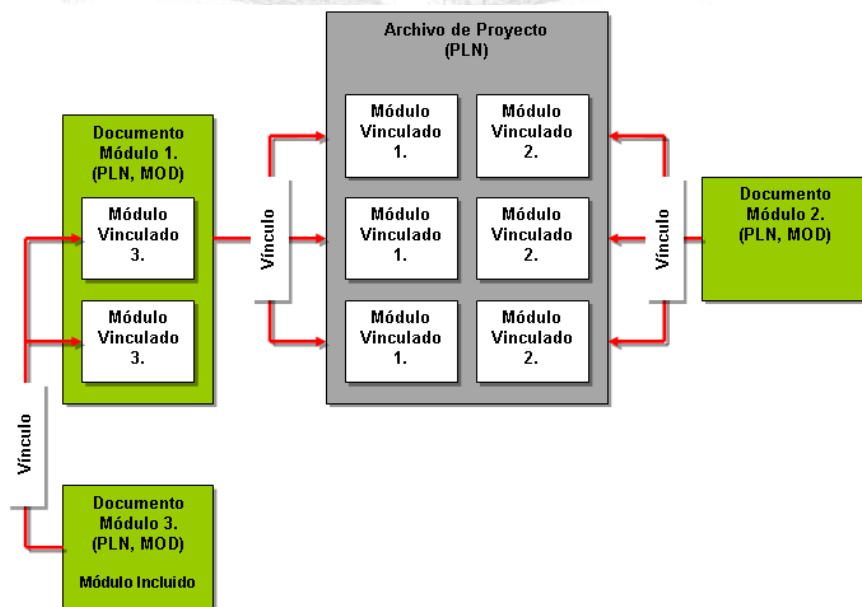 Archivo de Proyecto
(PLN)
Módulo
Vinculado
1.
Módulo
Vinculado
2.
Módulo
Vinculado
1.
Módulo
Vinculado
2.
Módulo
Vinculado
1.
Módulo
Vinculado
2.
Documento
Módulo 1.
(PLN, MOD)
Módulo
Vinculado
3.
Módulo
Vinculado
3.
Vínculo
Vínculo
Documento
Módulo 2.
(PLN, MOD)
Vínculo
Documento
Módulo 3.
(PLN, MOD)
Módulo Incluido